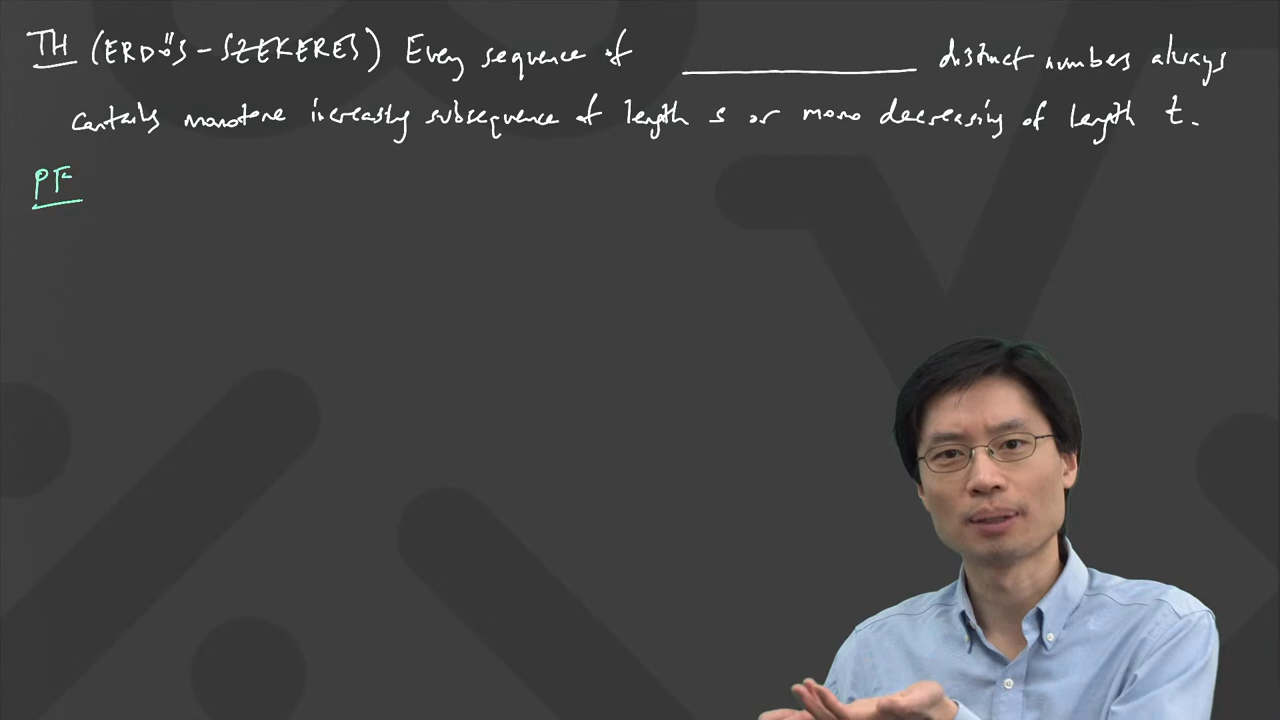 TH (ERDŐS-SZEKERES) Every sequence of ____________ distinct numbers always
contains monotone increasing subsequence of length s or mono decreasing of length t.
PF